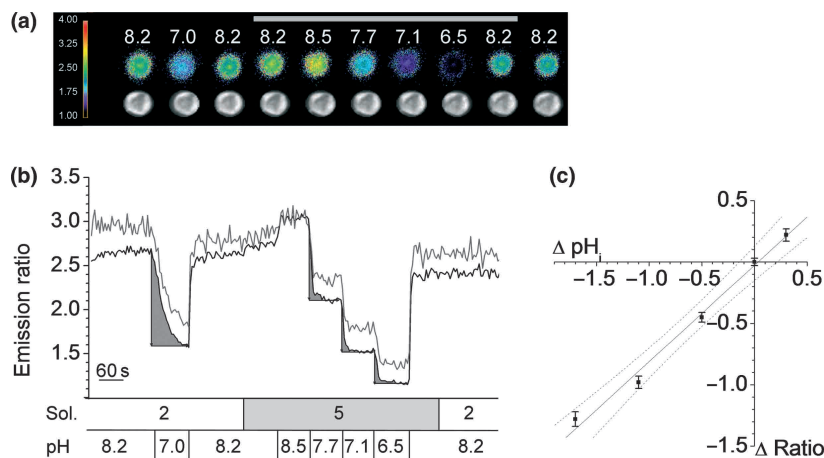 (a)
4.00
3.25
2.50
1.75
1.00
8.2 7.0 8.2 8.2 8.5 7.7 7.1 6.5 8.2 8.2
(b)
Emission ratio
3.5
3.0
2.5
2.0
1.5
60 s
Sol. 2 5 2
pH 8.2 7.0 8.2 8.5 7.7 7.1 6.5 8.2
(c)
0.5
Δ pHi
−1.5 −1.0 −0.5 0.5
−0.5
−1.0
−1.5
Δ Ratio